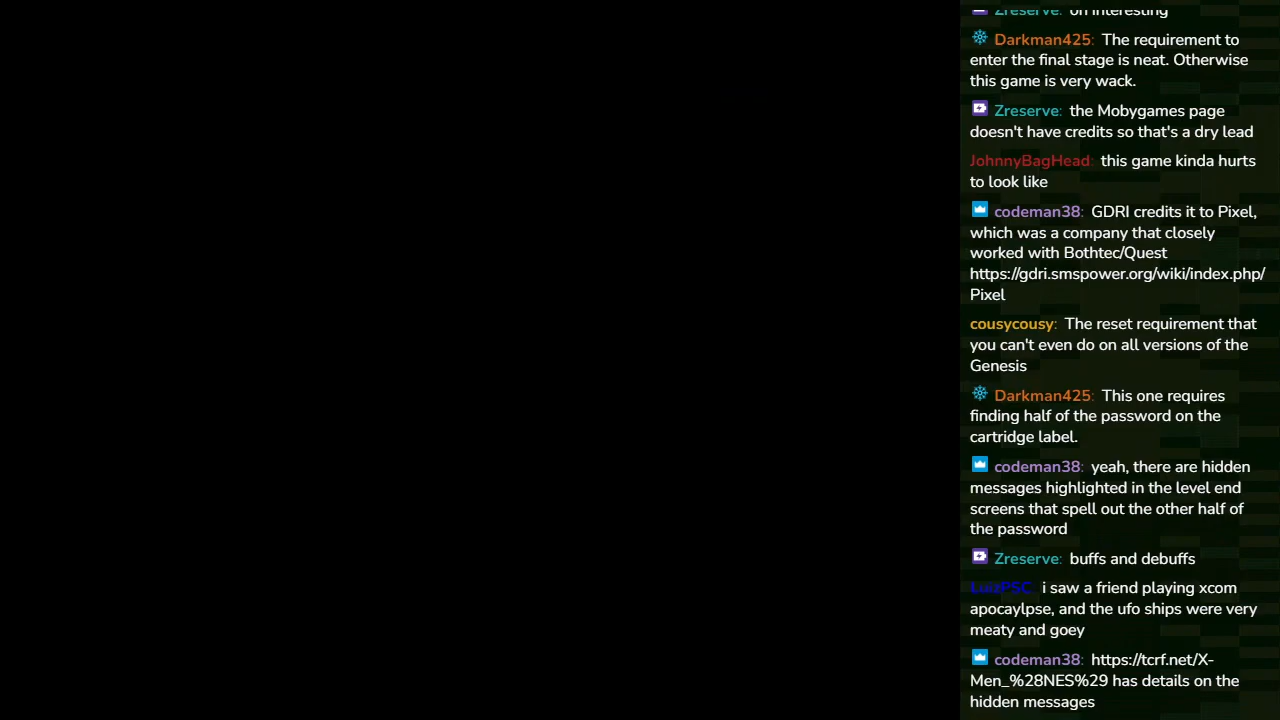 Zreserve: oh interesting
Darkman425: The requirement to
enter the final stage is neat. Otherwise
this game is very wack.
Zreserve: the Mobygames page
doesn't have credits so that's a dry lead
JohnnyBagHead: this game kinda hurts
to look like
codeman38: GDRI credits it to Pixel,
which was a company that closely
worked with Bothtec/Quest
https://gdri.smspower.org/wiki/index.php/
Pixel
cousycousy: The reset requirement that
you can't even do on all versions of the
Genesis
Darkman425: This one requires
finding half of the password on the
cartridge label.
codeman38: yeah, there are hidden
messages highlighted in the level end
screens that spell out the other half of
the password
Zreserve: buffs and debuffs
LuizPSC: i saw a friend playing xcom
apocaylpse, and the ufo ships were very
meaty and goey
codeman38: https://tcrf.net/X-
Men_%28NES%29 has details on the
hidden messages